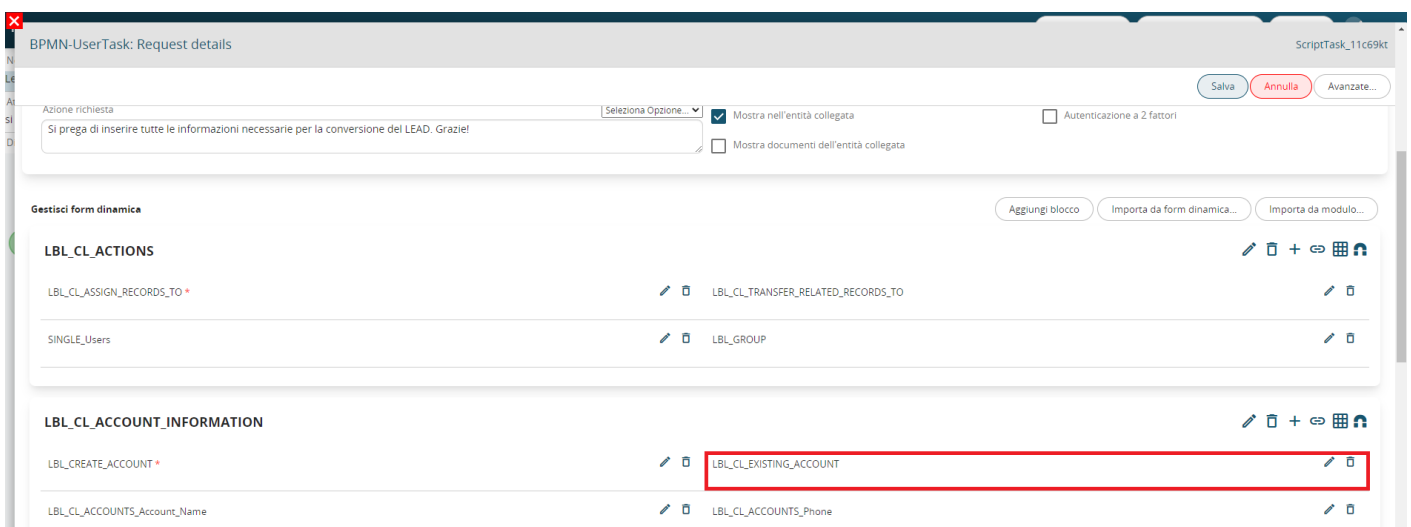 BPMN-UserTask: Request details
ScriptTask_11c69kt
Salva
Annulla
Avanzate...
Azione richiesta
Seleziona Opzione...
Si prega di inserire tutte le informazioni necessarie per la conversione del LEAD. Grazie!
Mostra nell'entità collegata
Autenticazione a 2 fattori
Mostra documenti dell'entità collegata
Gestisci form dinamica
Aggiungi blocco
Importa da form dinamica...
Importa da modulo...
LBL_CL_ACTIONS
LBL_CL_ASSIGN_RECORDS_TO *
LBL_CL_TRANSFER_RELATED_RECORDS_TO
SINGLE_Users
LBL_GROUP
LBL_CL_ACCOUNT_INFORMATION
LBL_CREATE_ACCOUNT *
LBL_CL_EXISTING_ACCOUNT
LBL_CL_ACCOUNTS_Account_Name
LBL_CL_ACCOUNTS_Phone